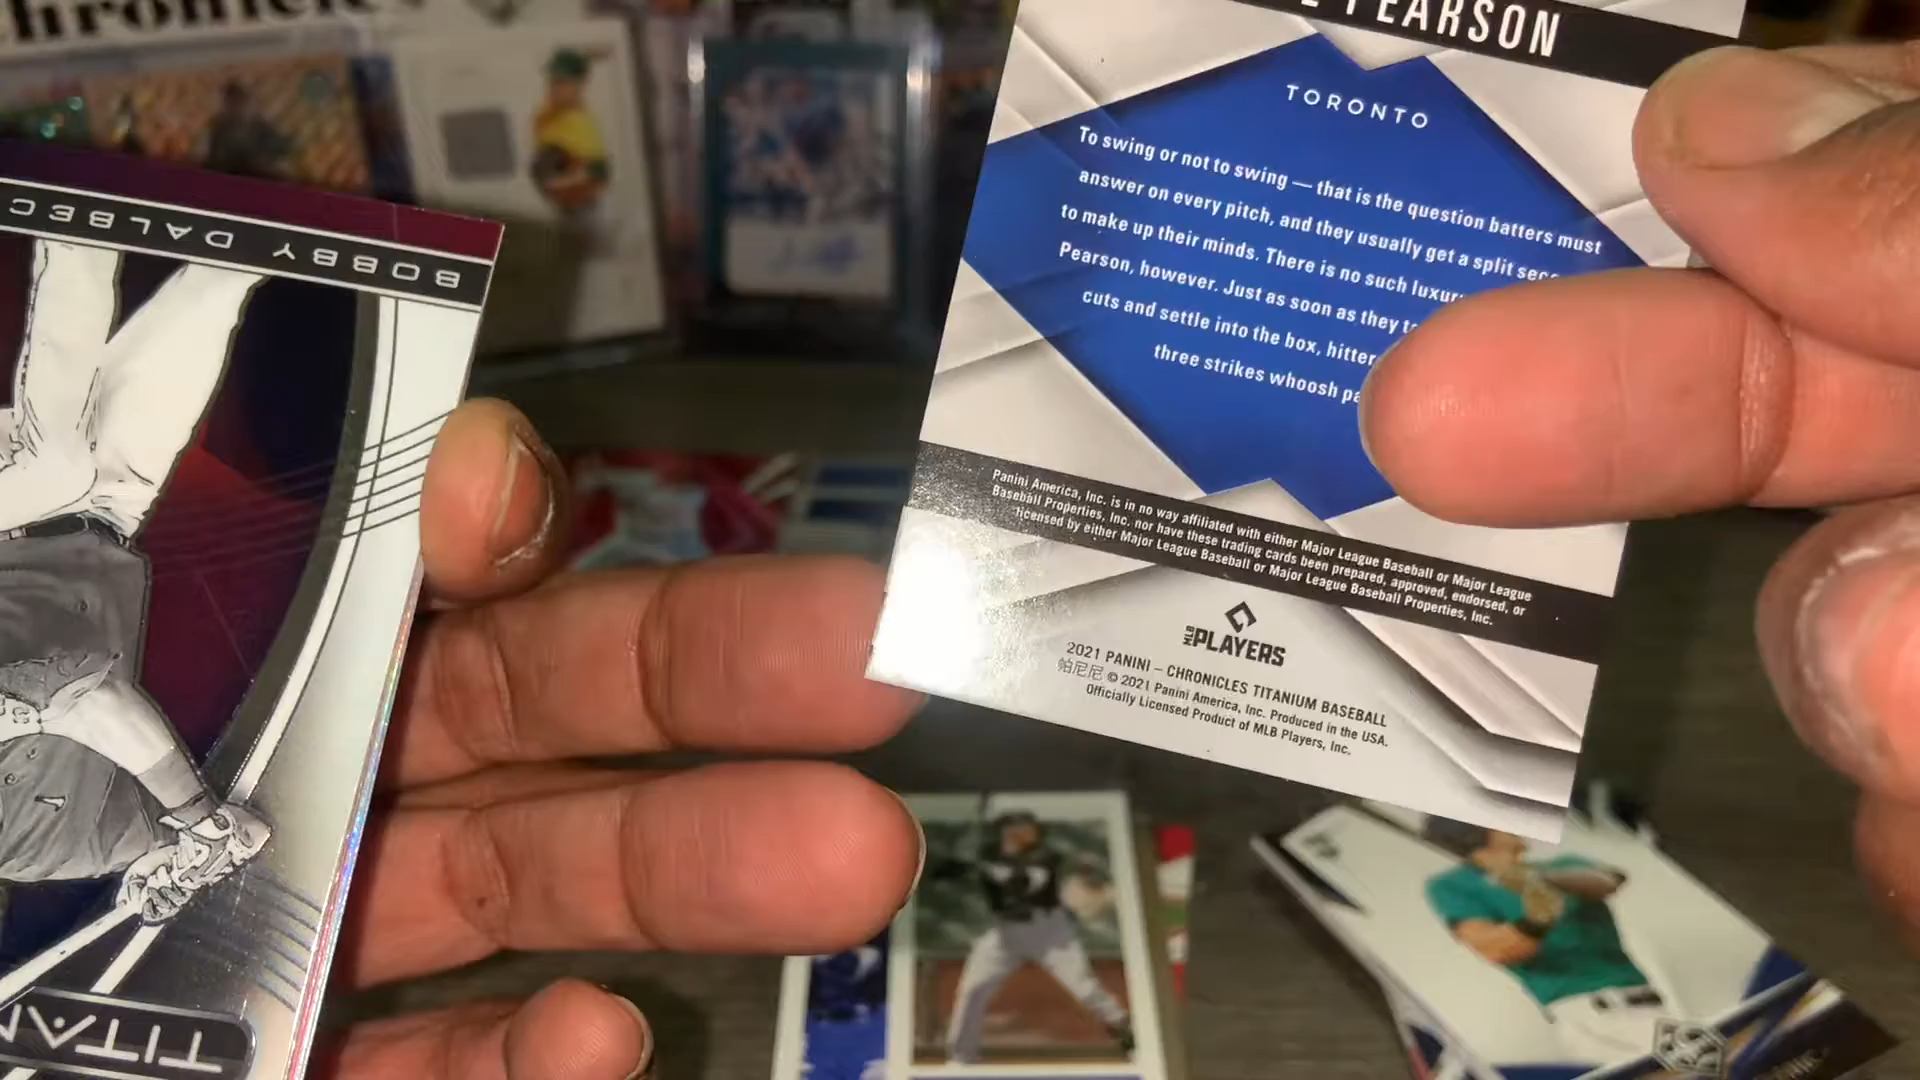 hronicles
PEARSON
TORONTO
To swing or not to swing — that is the question batters must
answer on every pitch, and they usually get a split
to make up their minds. There is no such
Pearson, however. Just as soon as they
cuts and settle into the box,
three strikes whoosh
Panini America, Inc. is in no way affiliated with either Major League Baseball or Major League
Baseball Properties, Inc. nor have these trading cards been prepared, approved, endorsed, or
licensed by either Major League Baseball or Major League Baseball Properties, Inc.
MLB PLAYERS
2021 PANINI – CHRONICLES TITANIUM BASEBALL
帕尼尼 © 2021 Panini America, Inc. Produced in the USA.
Officially Licensed Product of MLB Players, Inc.
BOBBY DALBEC
TITAN